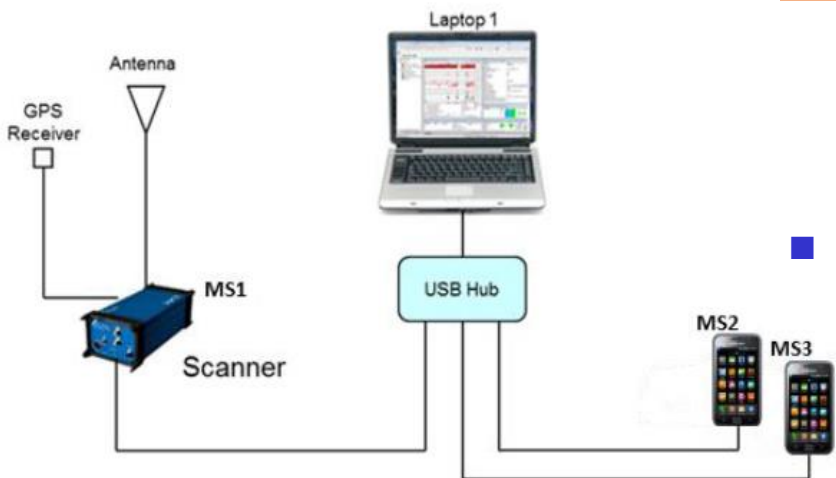 Laptop 1
Antenna
GPS
Receiver
MS1
USB Hub
Scanner
MS2
MS3